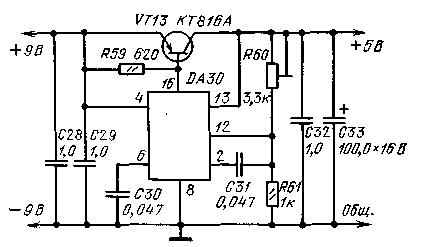 VT13 КТ816А
+9В
+5В
R59 620
R60
16
DA30
3,3к
4
13
12
C28
1,0
C29
1,0
C32
1,0
+
C33
100,0×16В
6
2
C31
0,047
R61
1к
C30
0,047
8
-9В
Общ.